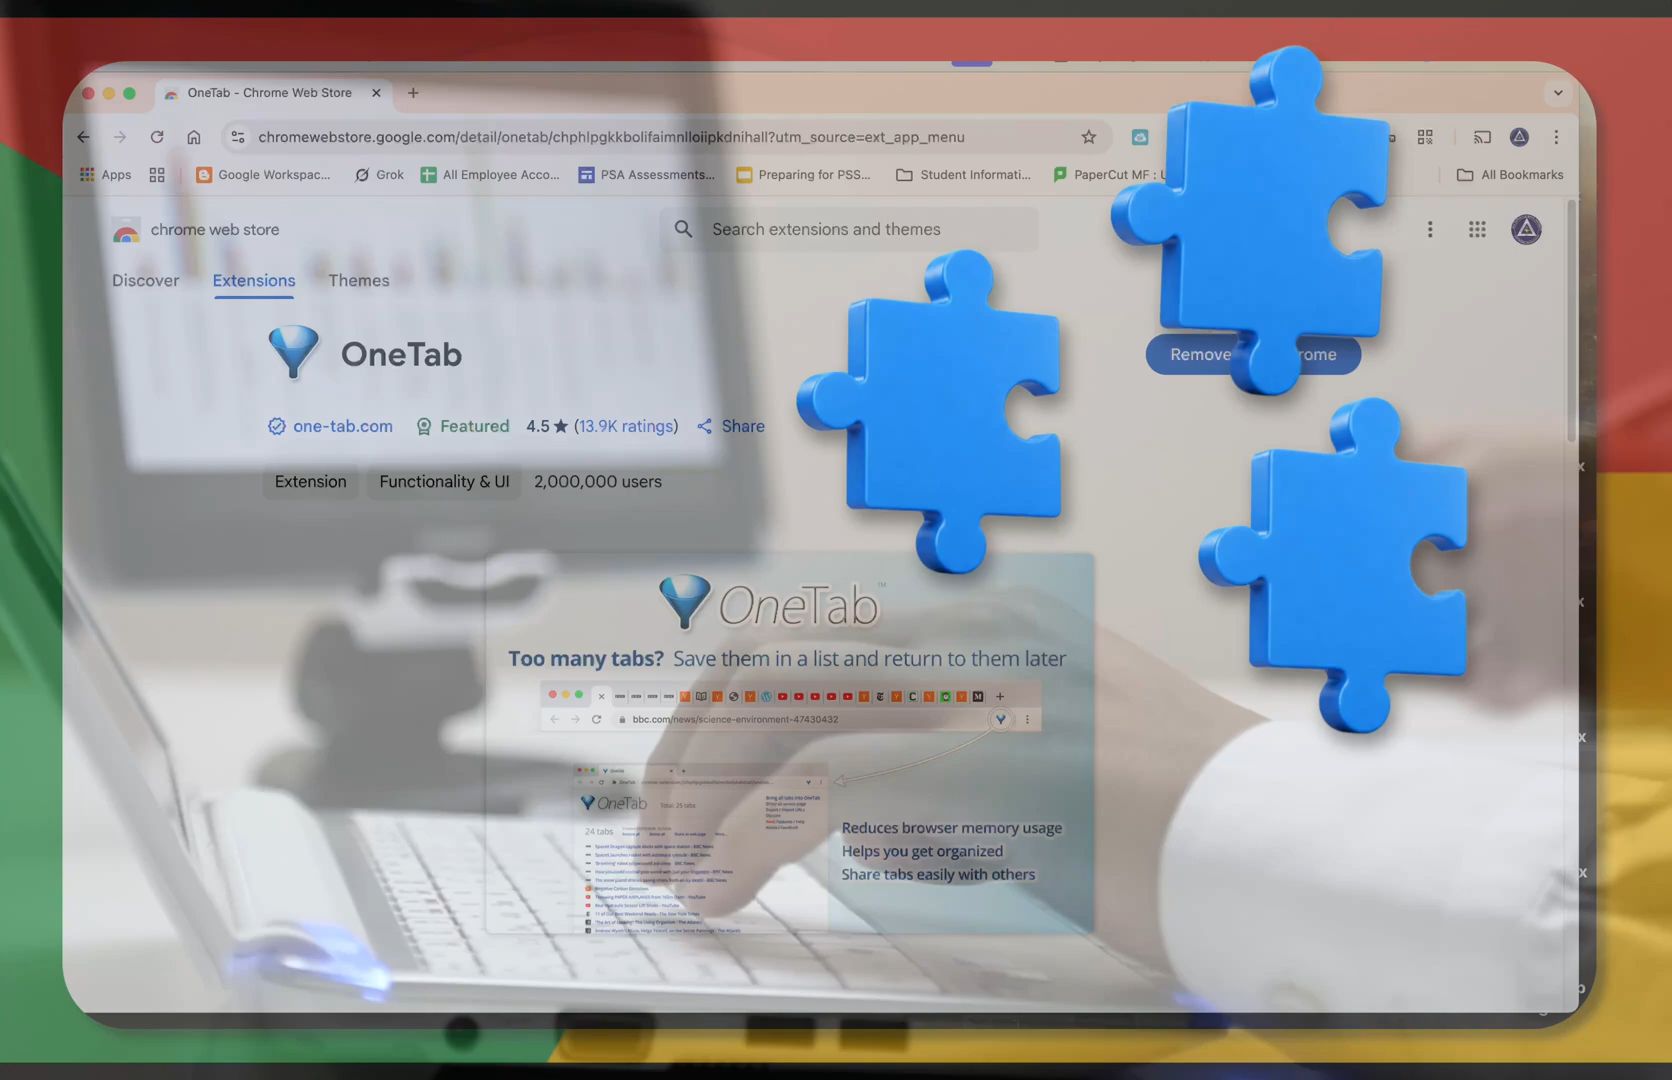 OneTab - Chrome Web Store
chromewebstore.google.com/detail/onetab/chphlpgkkbolifaimnlloiipkdnihall?utm_source=ext_app_menu
Apps
Google Workspac...
Grok
All Employee Acco...
PSA Assessments...
Preparing for PSS...
Student Informati...
PaperCut MF : U
All Bookmarks
chrome web store
Search extensions and themes
Discover
Extensions
Themes
OneTab
Remove
rome
one-tab.com
Featured
4.5★ (13.9K ratings)
Share
Extension
Functionality & UI
2,000,000 users
OneTab™
Too many tabs? Save them in a list and return to them later
bbc.com/news/science-environment-47430432
OneTab
Total: 25 tabs
24 tabs
Reduces browser memory usage
Helps you get organized
Share tabs easily with others